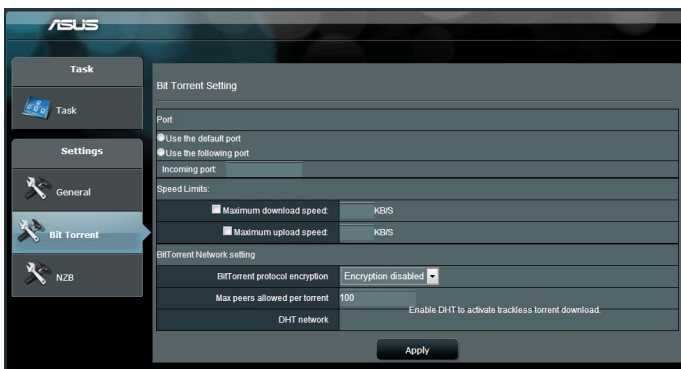 ASUS
Task
Task
Settings
General
Bit Torrent
NZB
Bit Torrent Setting
Port
Use the default port
Use the following port
Incoming port:
Speed Limits:
Maximum download speed: KB/S
Maximum upload speed: KB/S
BitTorrent Network setting
BitTorrent protocol encryption Encryption disabled
Max peers allowed per torrent 100
Enable DHT to activate trackless torrent download.
DHT network
Apply